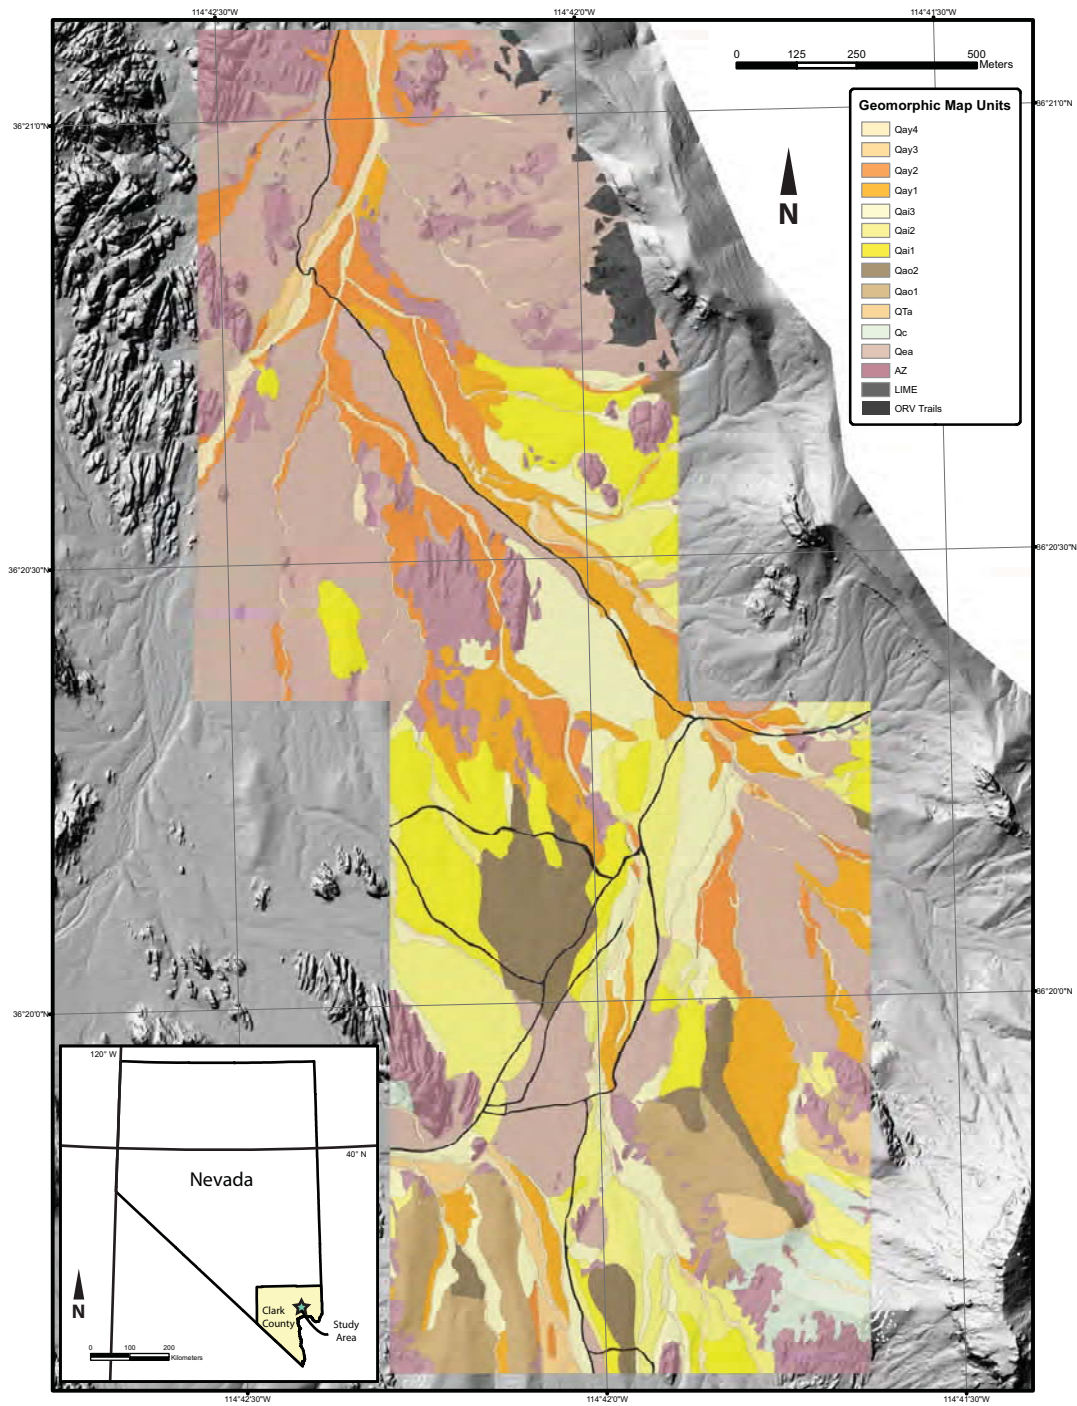 114°42'30"W 114°42'0"W 114°41'30"W
0 125 250 500
Meters
Geomorphic Map Units
Qay4
Qay3
Qay2
Qay1
Qai3
Qai2
Qai1
Qao2
Qao1
QTa
Qc
Qea
AZ
LIME
ORV Trails
N
36°21'0"N 36°21'0"N
36°20'30"N 36°20'30"N
36°20'0"N 36°20'0"N
120° W
40° N
Nevada
Clark
County
Study
Area
N
0 100 200
Kilometers
114°42'30"W 114°42'0"W 114°41'30"W